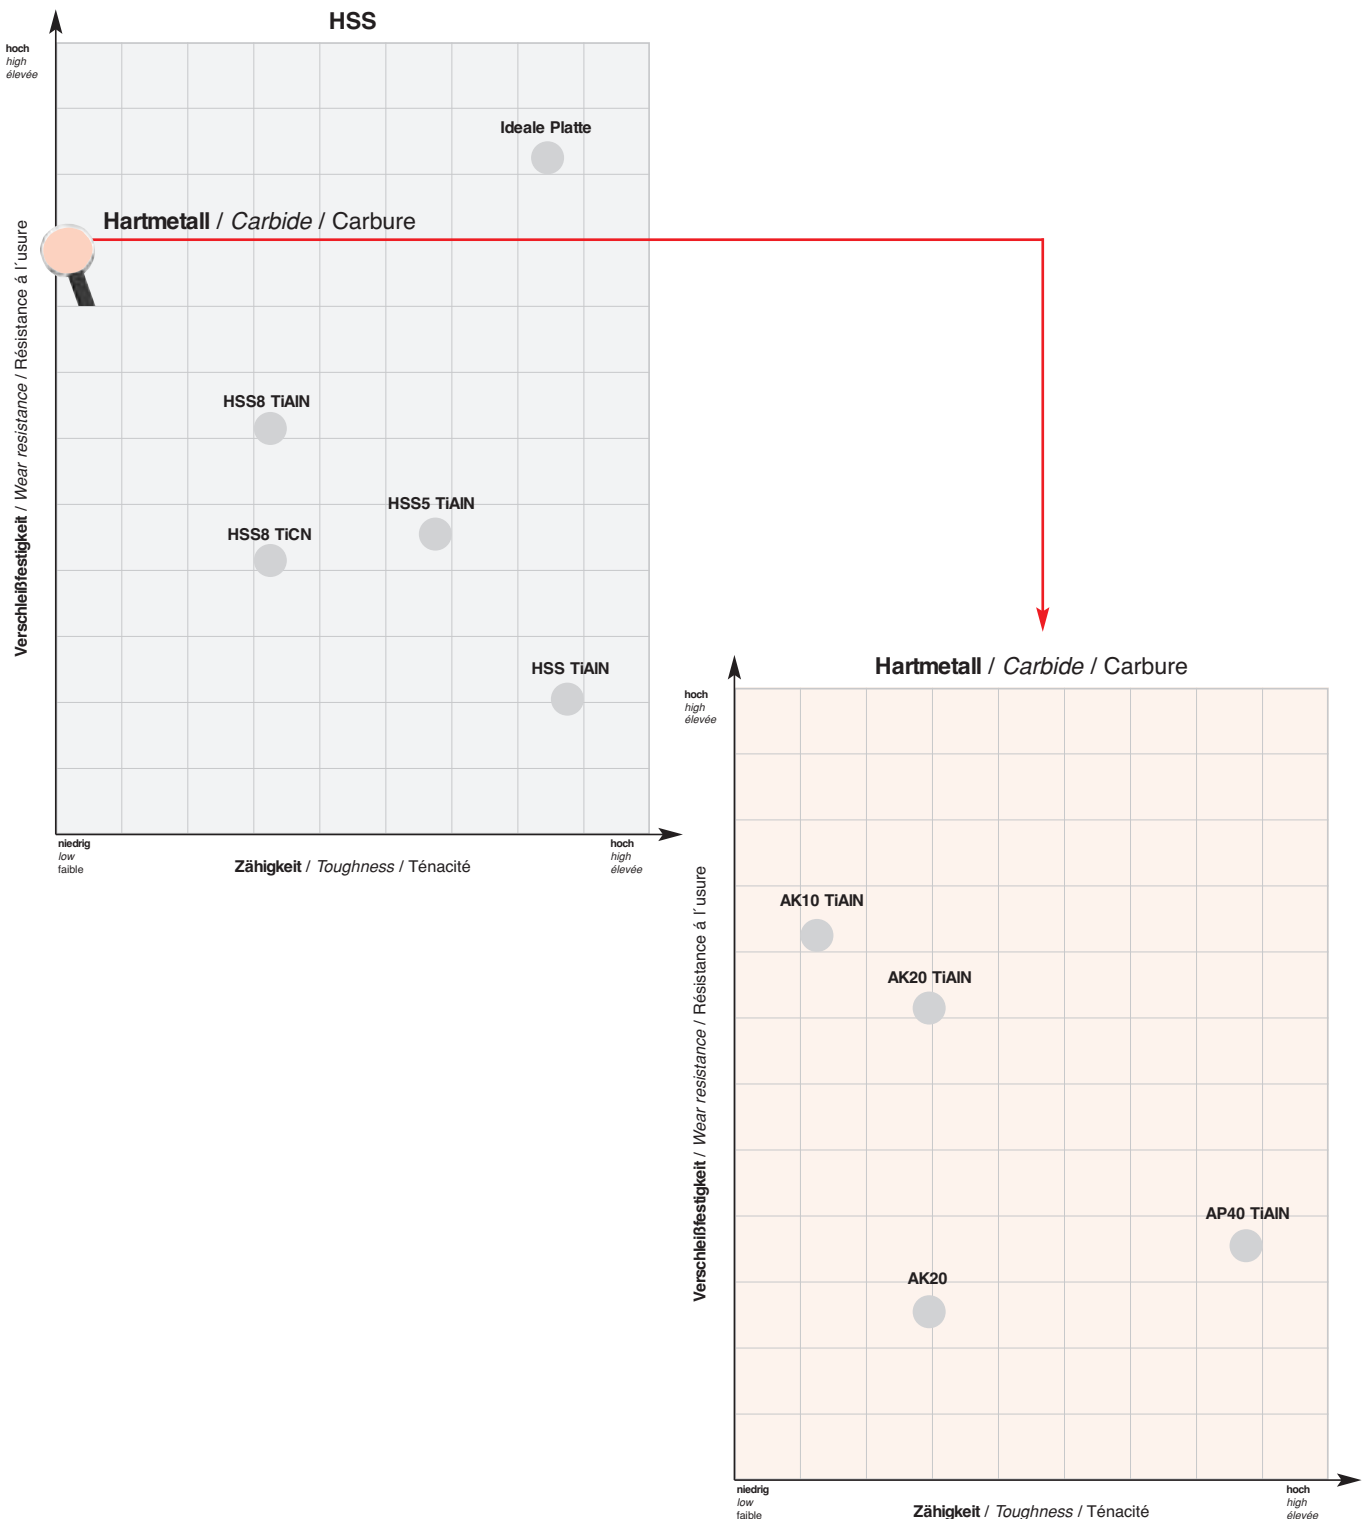 HSS
hoch
high
élevée
Ideale Platte
Hartmetall / Carbide / Carbure
Verschleißfestigkeit / Wear resistance / Résistance á l´usure
HSS8 TiAlN
HSS5 TiAlN
HSS8 TiCN
HSS TiAlN
niedrig
low
faible
hoch
high
élevée
Zähigkeit / Toughness / Ténacité
Hartmetall / Carbide / Carbure
hoch
high
élevée
Verschleißfestigkeit / Wear resistance / Résistance á l´usure
AK10 TiAlN
AK20 TiAlN
AP40 TiAlN
AK20
niedrig
low
faible
hoch
high
élevée
Zähigkeit / Toughness / Ténacité